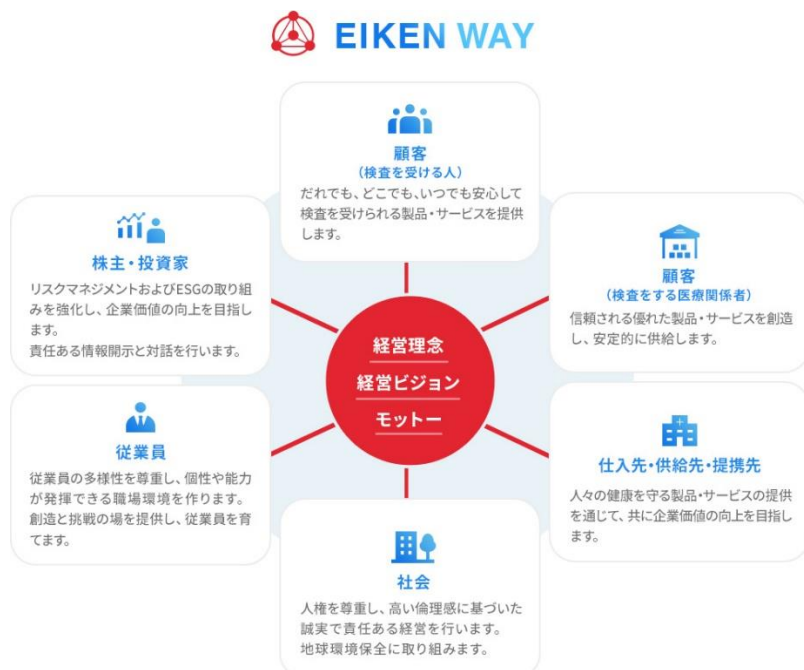 EIKEN WAY
顧客
（検査を受ける人）
だれでも、どこでも、いつでも安心して
検査を受けられる製品・サービスを提供
します。
株主・投資家
リスクマネジメントおよびESGの取り組
みを強化し、企業価値の向上を目指し
ます。
責任ある情報開示と対話を行います。
顧客
（検査をする医療関係者）
信頼される優れた製品・サービスを創造
し、安定的に供給します。
経営理念
経営ビジョン
モットー
従業員
従業員の多様性を尊重し、個性や能力
が発揮できる職場環境を作ります。
創造と挑戦の場を提供し、従業員を育
てます。
仕入先・供給先・提携先
人々の健康を守る製品・サービスの提供
を通じて、共に企業価値の向上を目指し
ます。
社会
人権を尊重し、高い倫理感に基づいた
誠実で責任ある経営を行います。
地球環境保全に取り組みます。